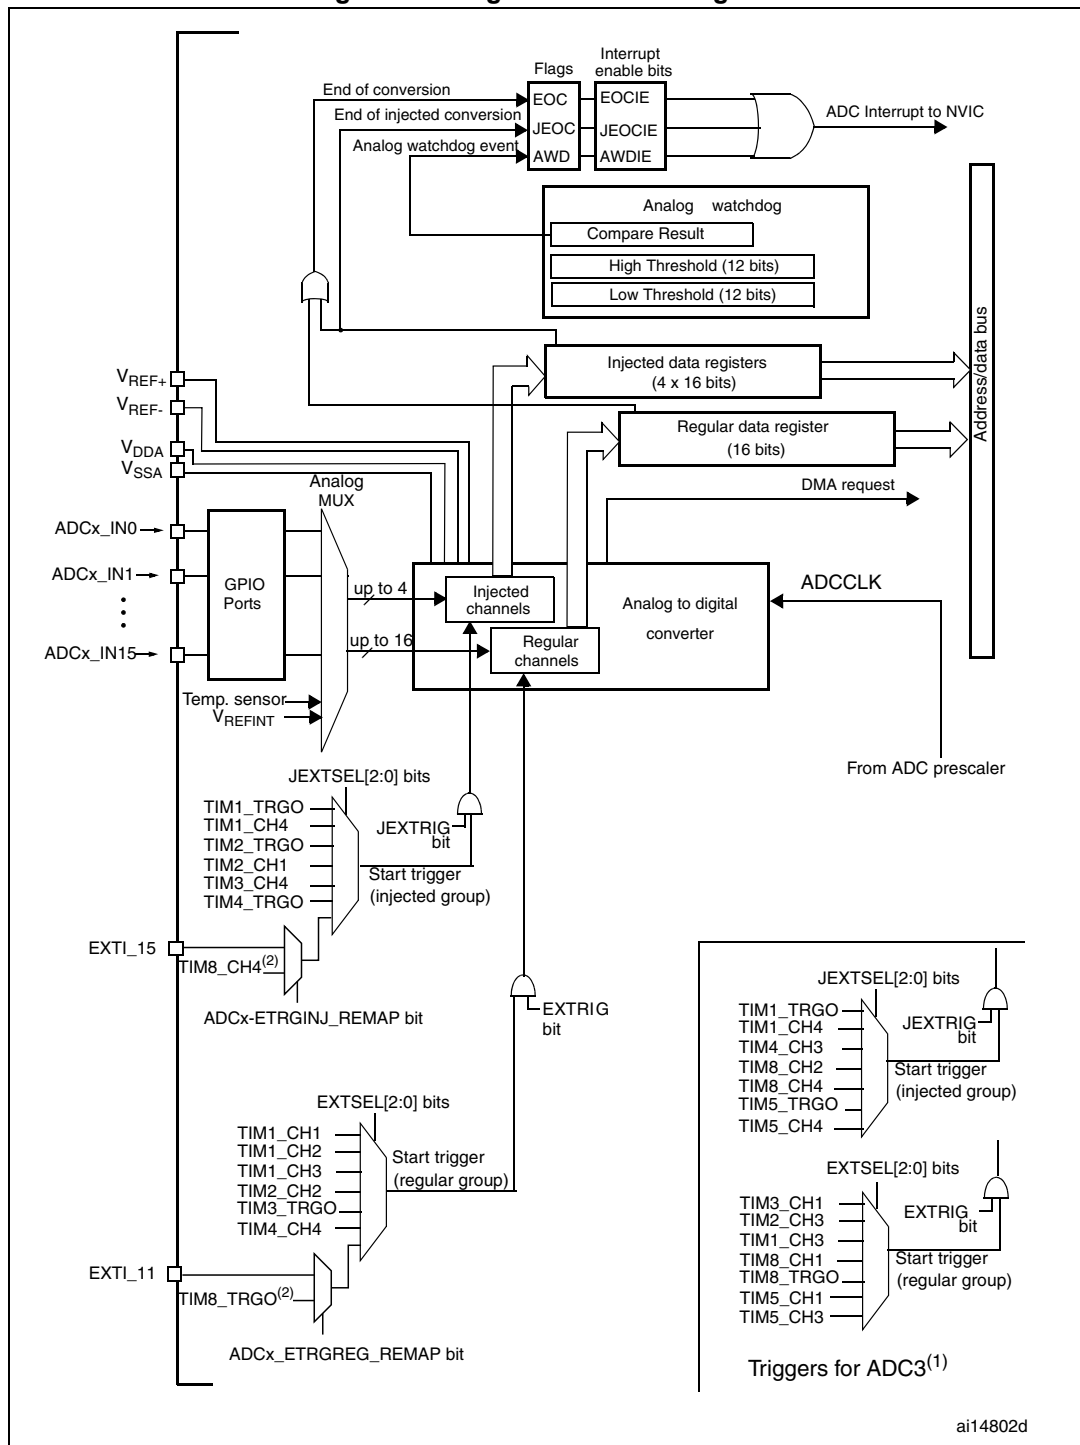 Flags
Interrupt
enable bits
End of conversion
EOC
EOCIE
ADC Interrupt to NVIC
End of injected conversion
JEOC
JEOCIE
Analog watchdog event
AWD
AWDIE
Analog watchdog
Compare Result
High Threshold (12 bits)
Low Threshold (12 bits)
Address/data bus
Injected data registers
(4 x 16 bits)
VREF+
VREF-
Regular data register
(16 bits)
VDDA
VSSA
Analog
MUX
DMA request
ADCx_IN0
ADCx_IN1
ADCx_IN15
GPIO
Ports
up to 4
up to 16
Injected
channels
Regular
channels
Analog to digital
converter
ADCCLK
Temp. sensor
VREFINT
From ADC prescaler
JEXTSEL[2:0] bits
TIM1_TRGO
TIM1_CH4
TIM2_TRGO
TIM2_CH1
TIM3_CH4
TIM4_TRGO
JEXTRIG
bit
Start trigger
(injected group)
EXTI_15
TIM8_CH4(2)
ADCx-ETRGINJ_REMAP bit
EXTRIG
bit
EXTSEL[2:0] bits
TIM1_CH1
TIM1_CH2
TIM1_CH3
TIM2_CH2
TIM3_TRGO
TIM4_CH4
Start trigger
(regular group)
EXTI_11
TIM8_TRGO(2)
ADCx_ETRGREG_REMAP bit
JEXTSEL[2:0] bits
TIM1_TRGO
TIM1_CH4
TIM4_CH3
TIM8_CH2
TIM8_CH4
TIM5_TRGO
TIM5_CH4
JEXTRIG
bit
Start trigger
(injected group)
EXTSEL[2:0] bits
TIM3_CH1
TIM2_CH3
TIM1_CH3
TIM8_CH1
TIM8_TRGO
TIM5_CH1
TIM5_CH3
EXTRIG
bit
Start trigger
(regular group)
Triggers for ADC3(1)
ai14802d